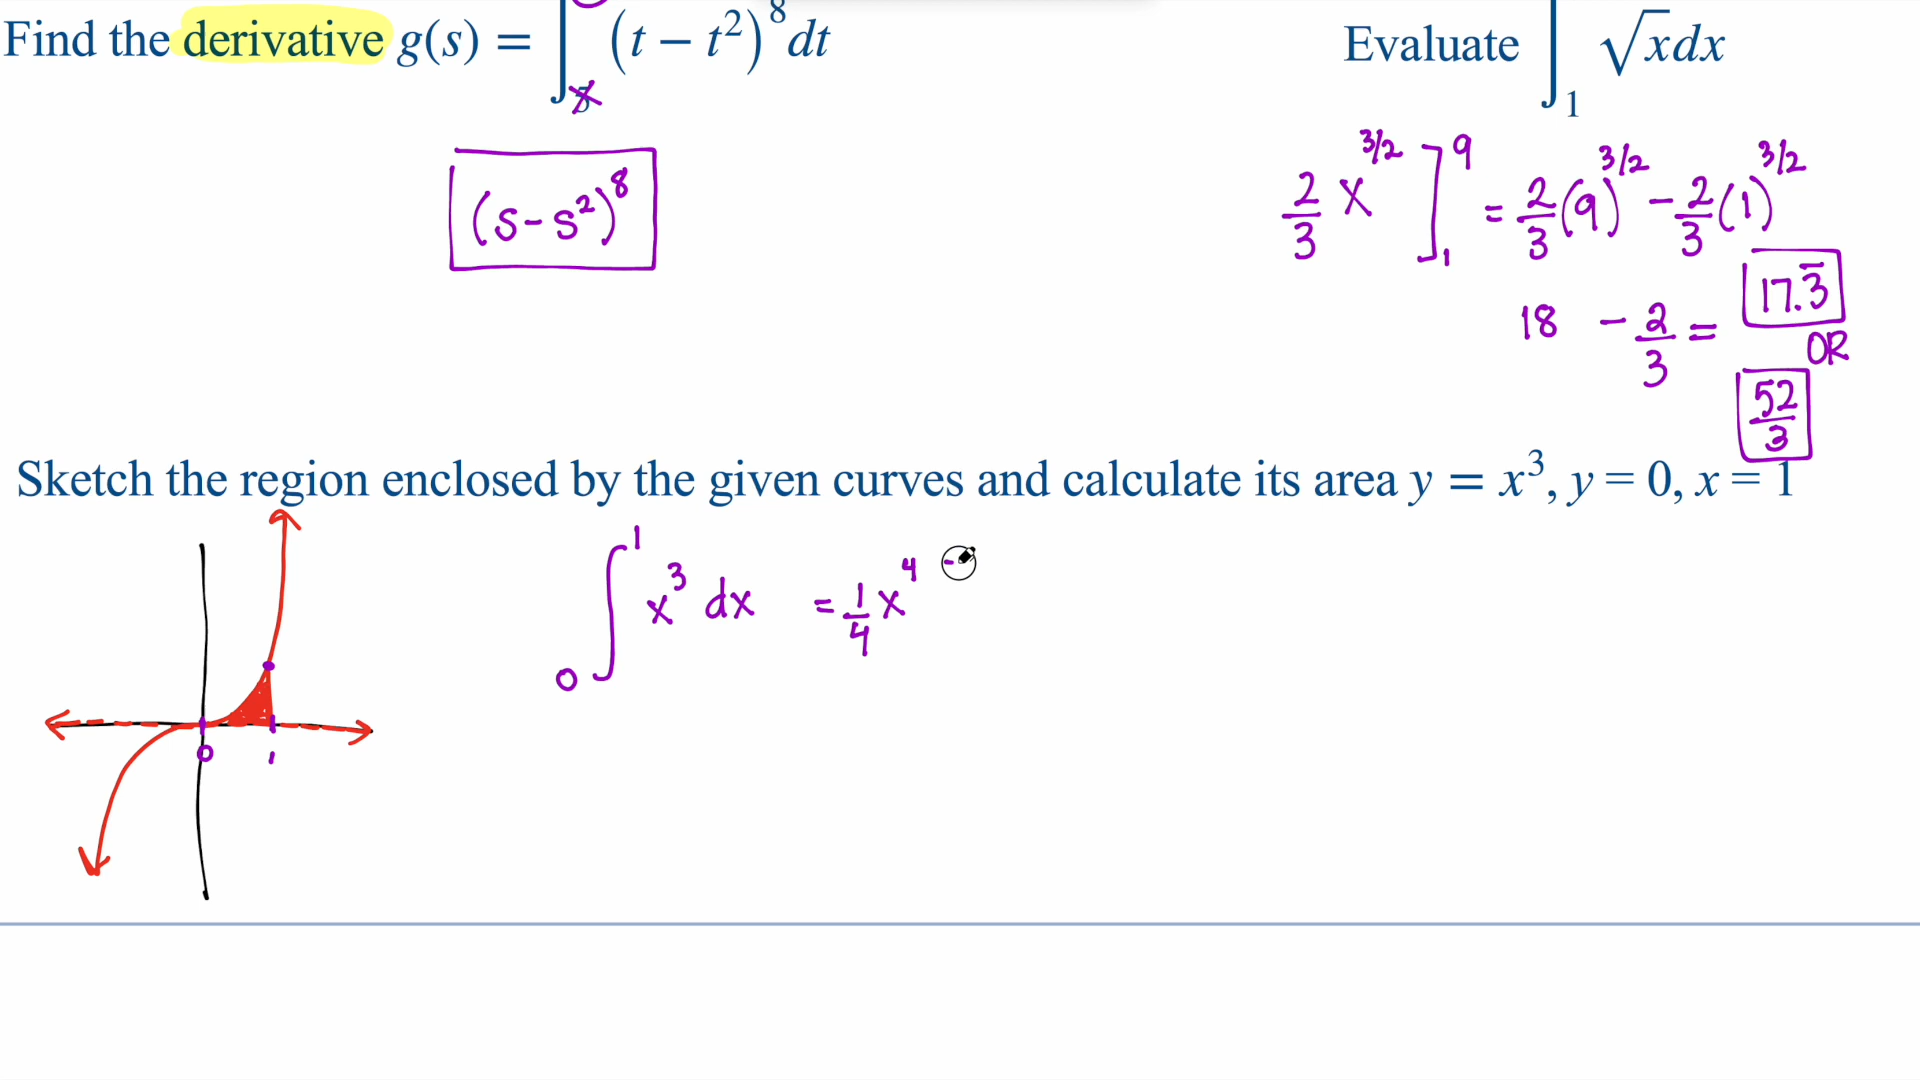 Find the derivative g(s) = ∫ (t − t²)⁸ dt
(s-s²)⁸
Evaluate ∫₁ √x dx
2/3 x^3/2 ]₁⁹ = 2/3 (9)^3/2 - 2/3 (1)^3/2
18 - 2/3 = 17.3̅
OR
52/3
Sketch the region enclosed by the given curves and calculate its area y = x³, y = 0, x = 1
∫₀¹ x³ dx = 1/4 x⁴ -
0 1